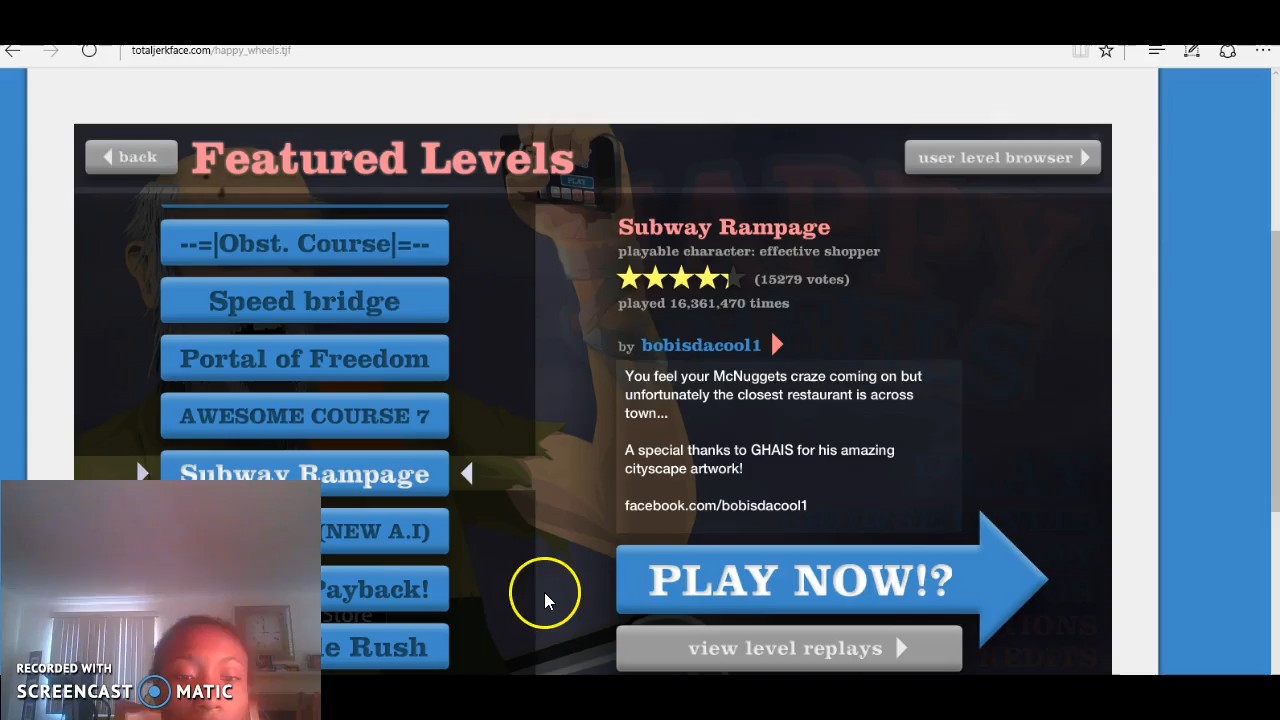 totaljerkface.com/happy_wheels.tjf
back
Featured Levels
user level browser
PLAY
--=|Obst. Course|=--
Speed bridge
Portal of Freedom
AWESOME COURSE 7
Subway Rampage
(NEW A.I)
Payback!
Store
e Rush
Subway Rampage
playable character: effective shopper
(15279 votes)
played 16,361,470 times
by bobisdacool1
You feel your McNuggets craze coming on but
unfortunately the closest restaurant is across
town...
A special thanks to GHAIS for his amazing
cityscape artwork!
facebook.com/bobisdacool1
PLAY NOW!?
view level replays
RECORDED WITH
SCREENCAST MATIC